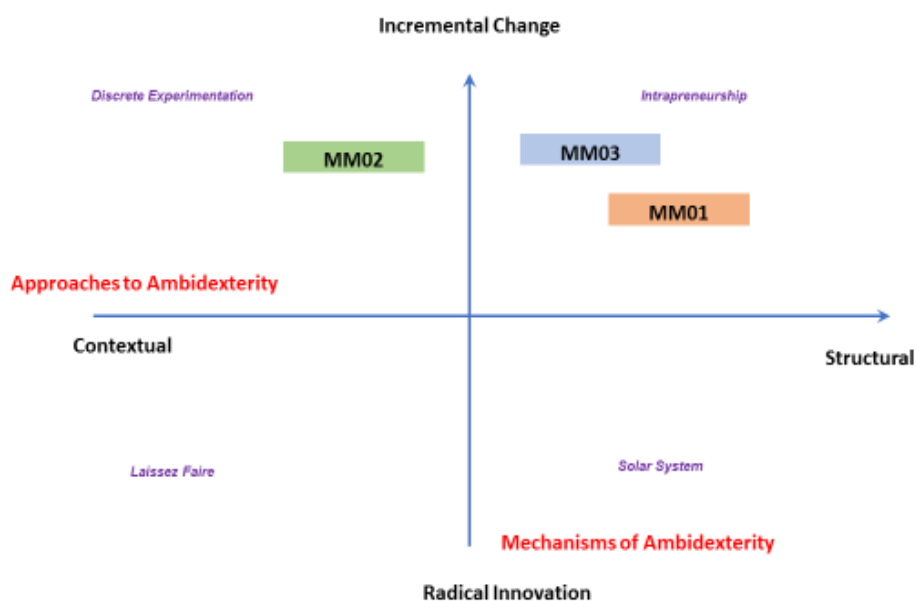 Incremental Change
Discrete Experimentation
Intrapreneurship
MM02
MM03
MM01
Approaches to Ambidexterity
Contextual
Structural
Laissez Faire
Solar System
Mechanisms of Ambidexterity
Radical Innovation